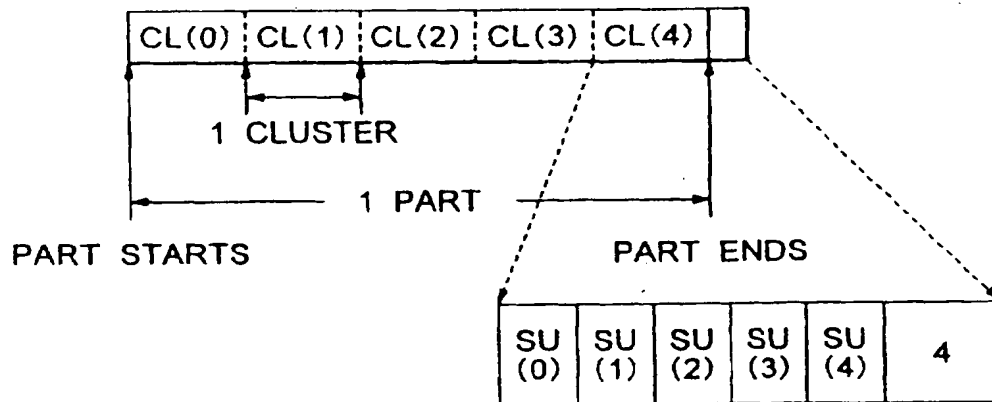 CL(0) CL(1) CL(2) CL(3) CL(4)
1 CLUSTER
1 PART
PART STARTS
PART ENDS
SU SU SU SU SU 4
(0) (1) (2) (3) (4)